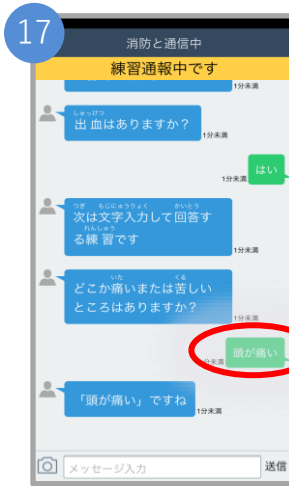 17
消防と通信中
練習通報中です
1分未満
しゅっけつ
出血はありますか？
1分未満
はい
1分未満
つぎ もじにゅうりょく かいとう
次は文字入力して回答す
れんしゅう
る練習です
1分未満
いた くる
どこか痛いまたは苦しい
ところはありますか？
1分未満
頭が痛い
分未満
「頭が痛い」ですね
1分未満
メッセージ入力
送信